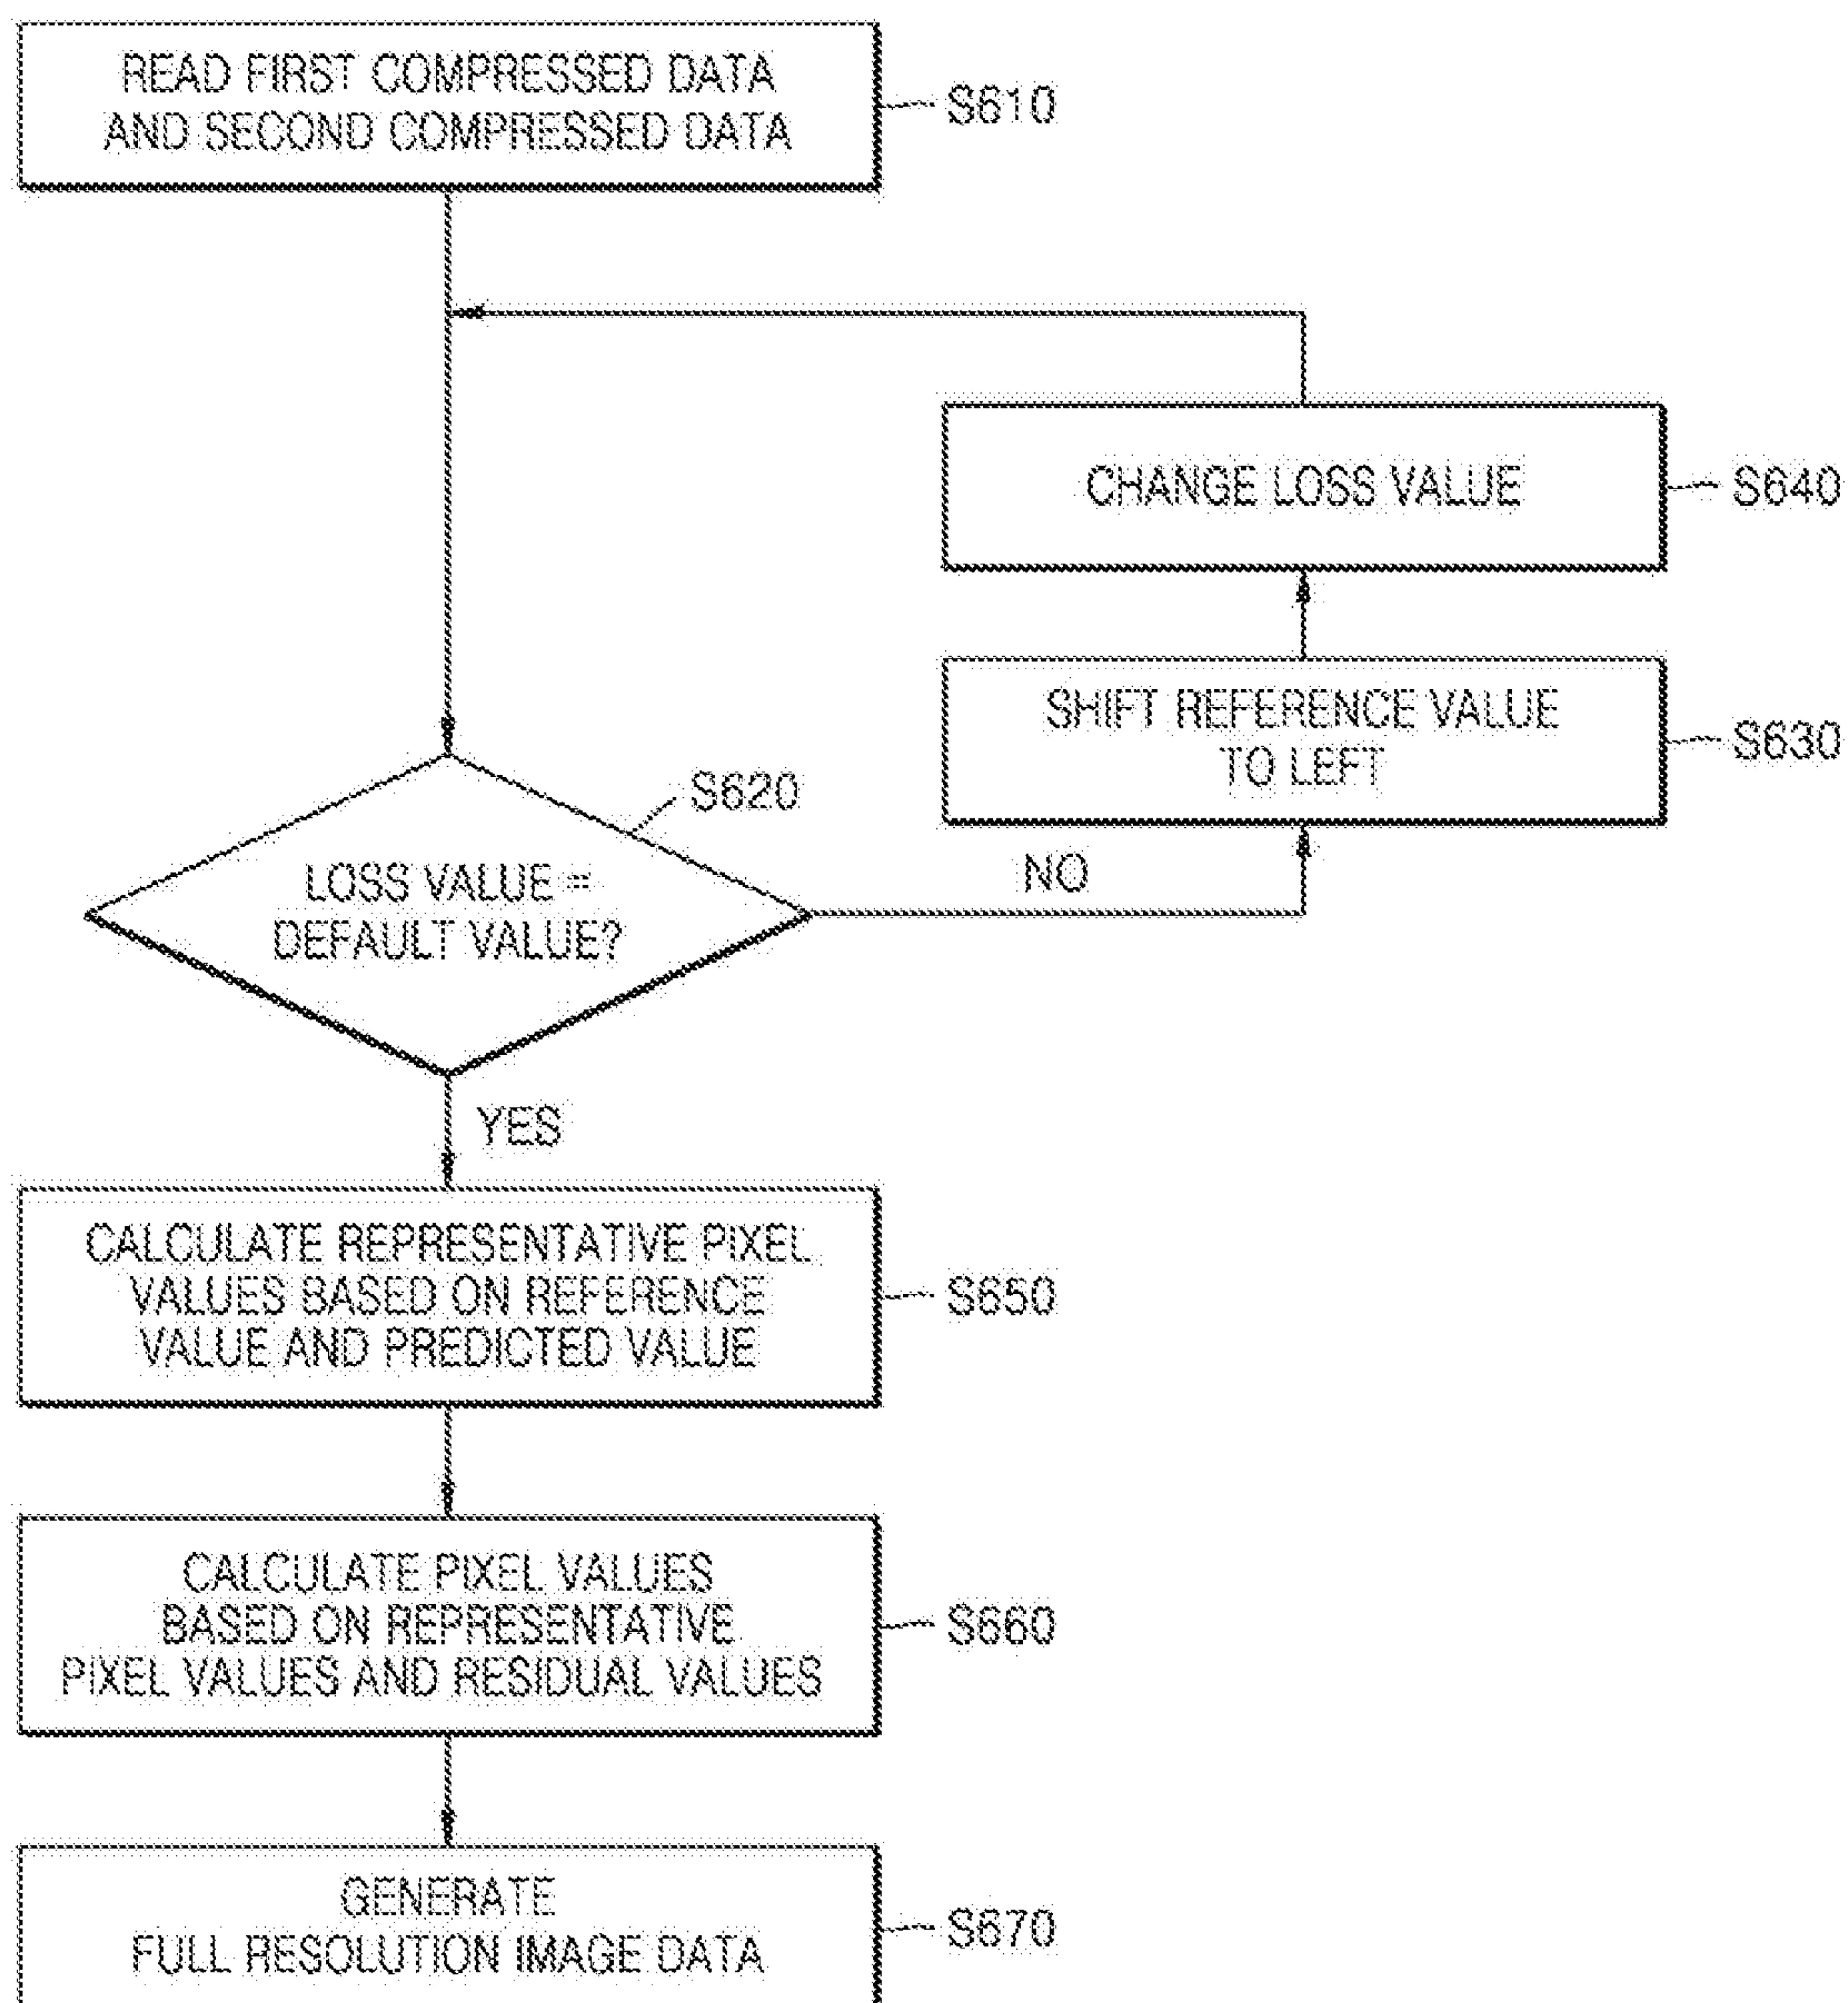 READ FIRST COMPRESSED DATA
AND SECOND COMPRESSED DATA
S610
CHANGE LOSS VALUE
S640
SHIFT REFERENCE VALUE
TO LEFT
S630
S620
LOSS VALUE =
DEFAULT VALUE?
NO
YES
CALCULATE REPRESENTATIVE PIXEL
VALUES BASED ON REFERENCE
VALUE AND PREDICTED VALUE
S650
CALCULATE PIXEL VALUES
BASED ON REPRESENTATIVE
PIXEL VALUES AND RESIDUAL VALUES
S660
GENERATE
FULL RESOLUTION IMAGE DATA
S670